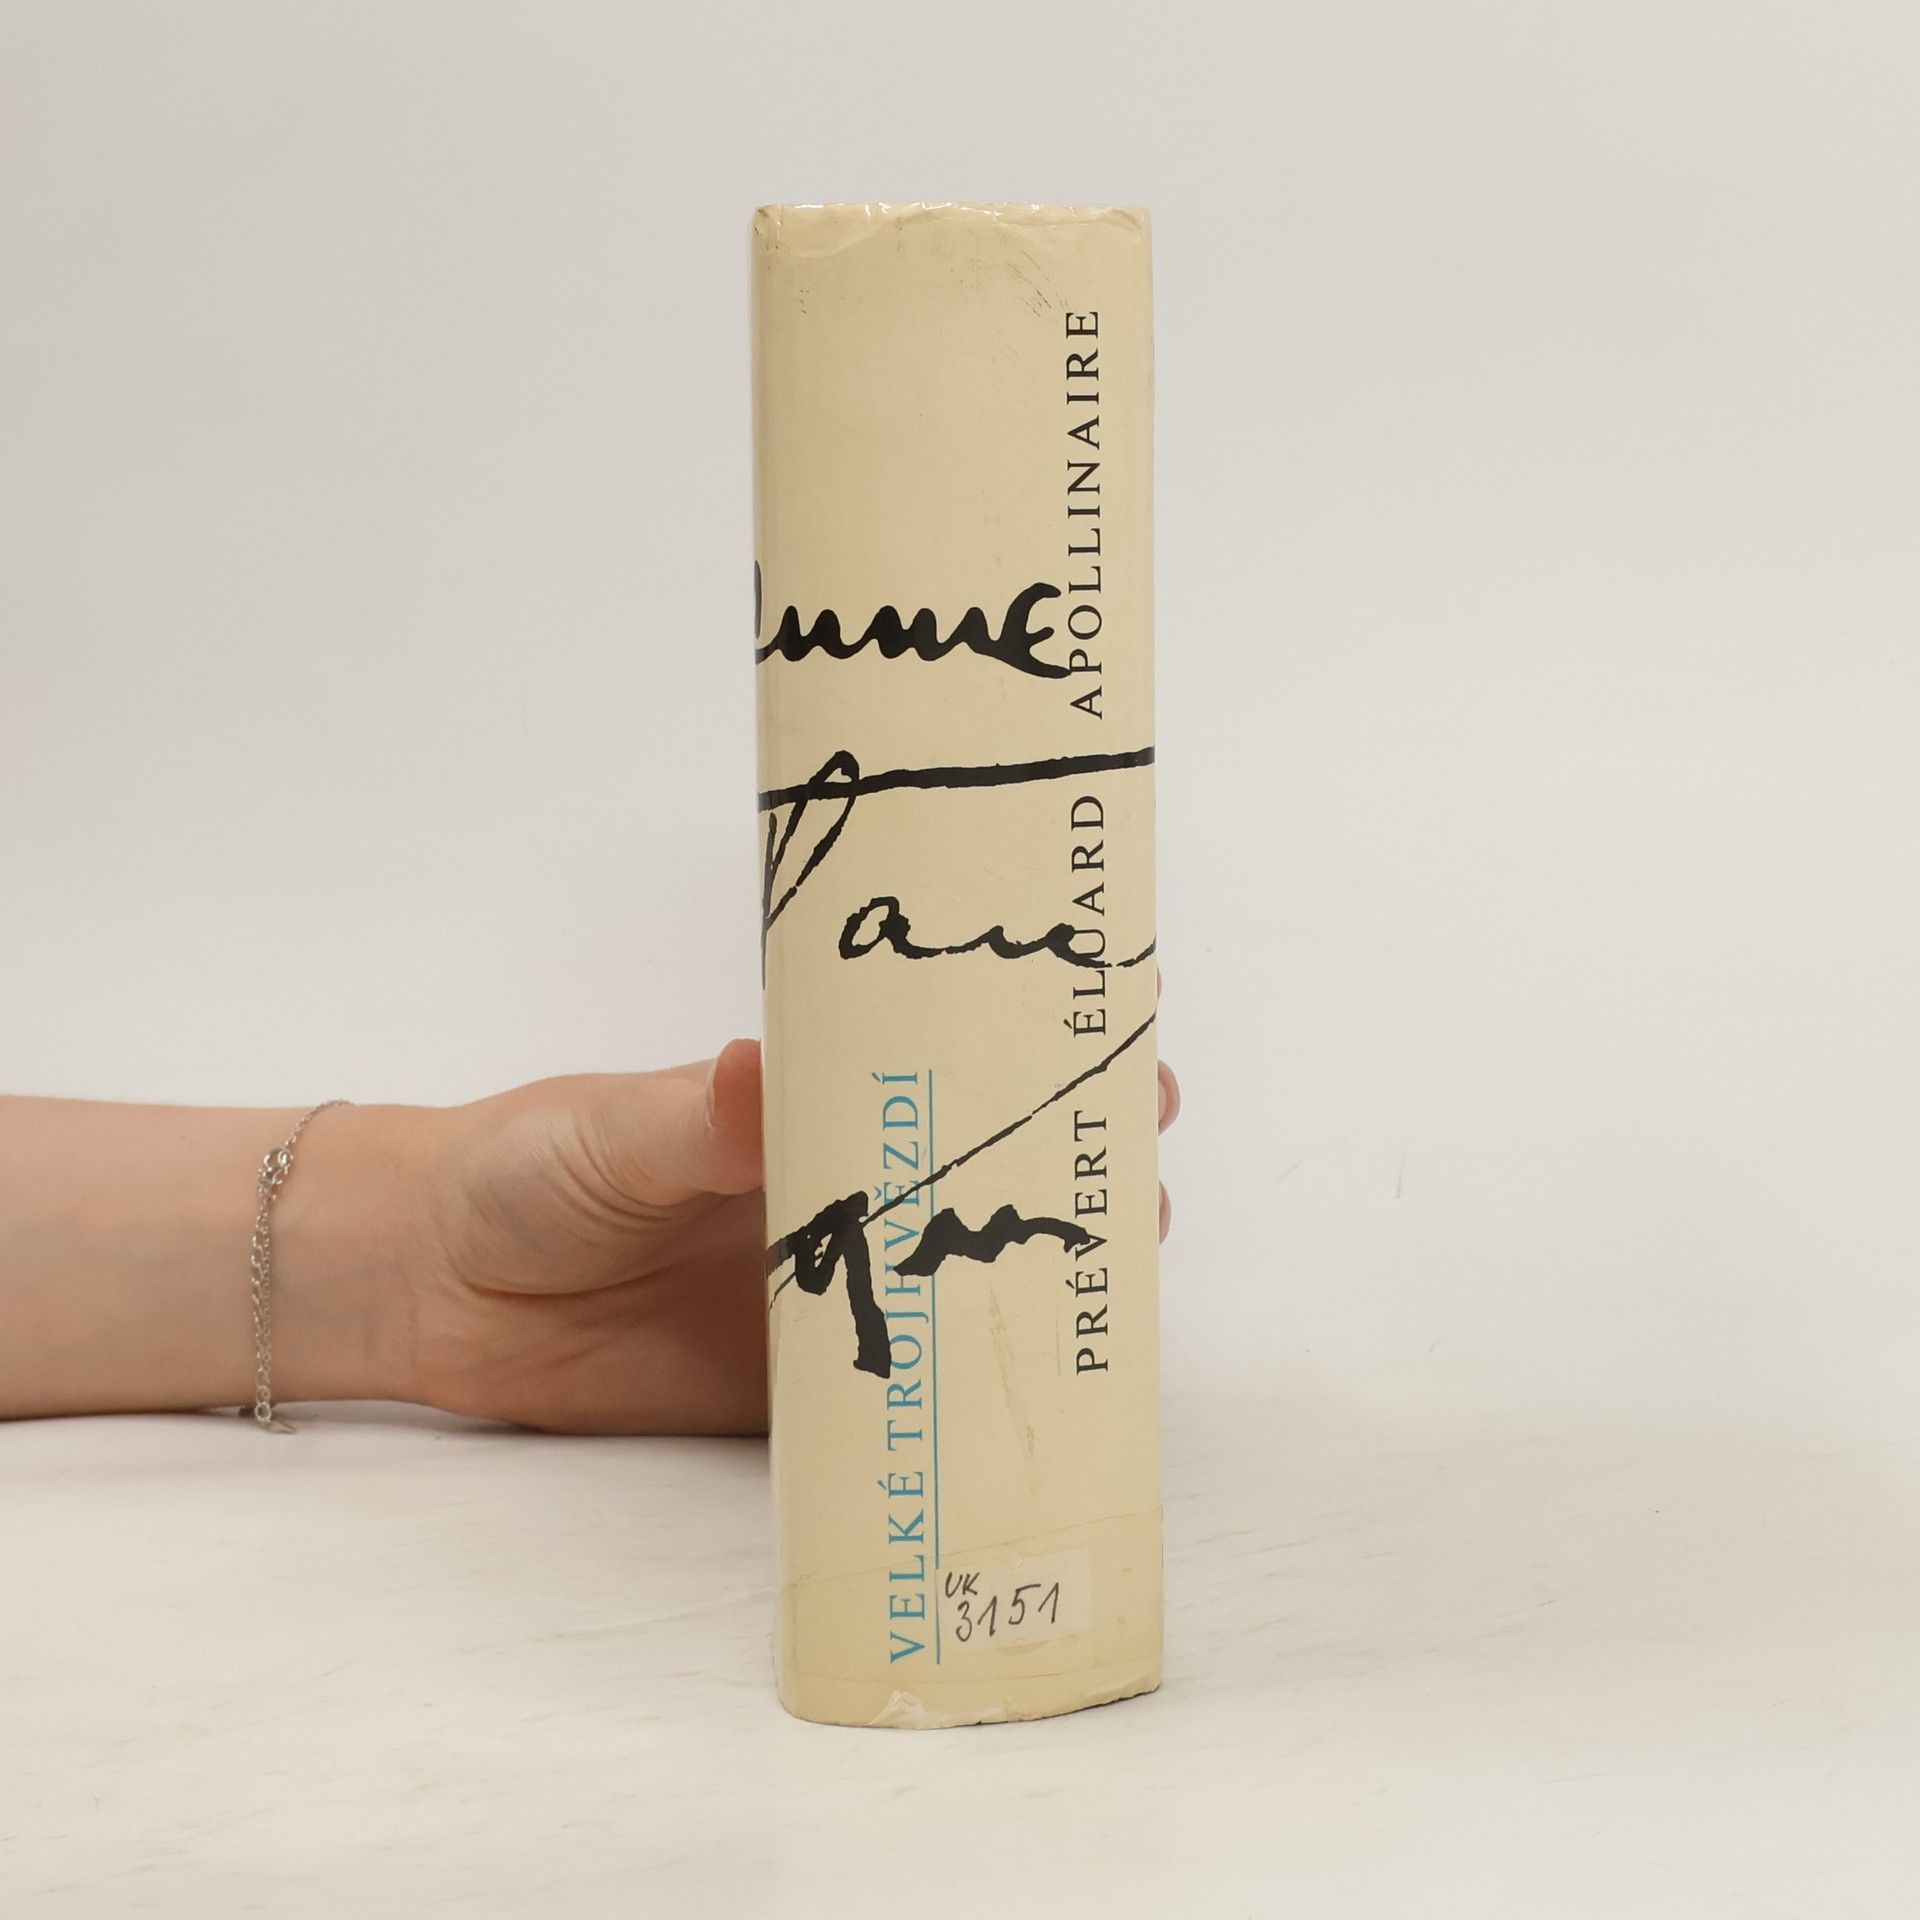 VELKÉ TROJHVĚZDÍ
PRÉVERT ÉLUARD APOLLINAIRE
UK
3151